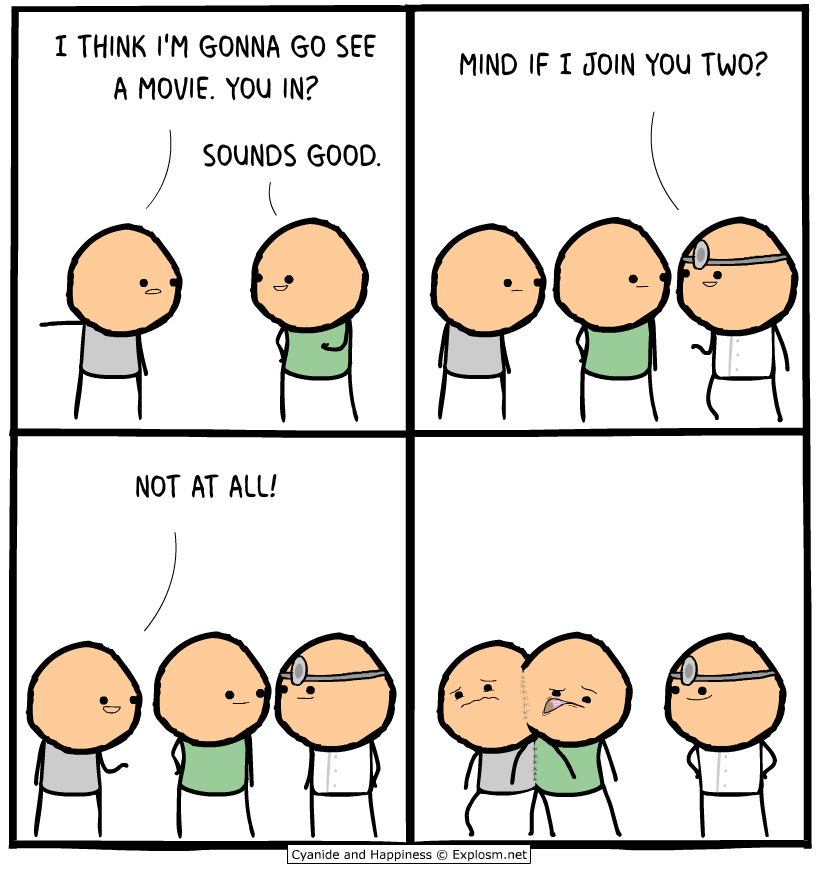 I THINK I'M GONNA GO SEE
A MOVIE. YOU IN?
SOUNDS GOOD.
MIND IF I JOIN YOU TWO?
NOT AT ALL!
Cyanide and Happiness © Explosm.net